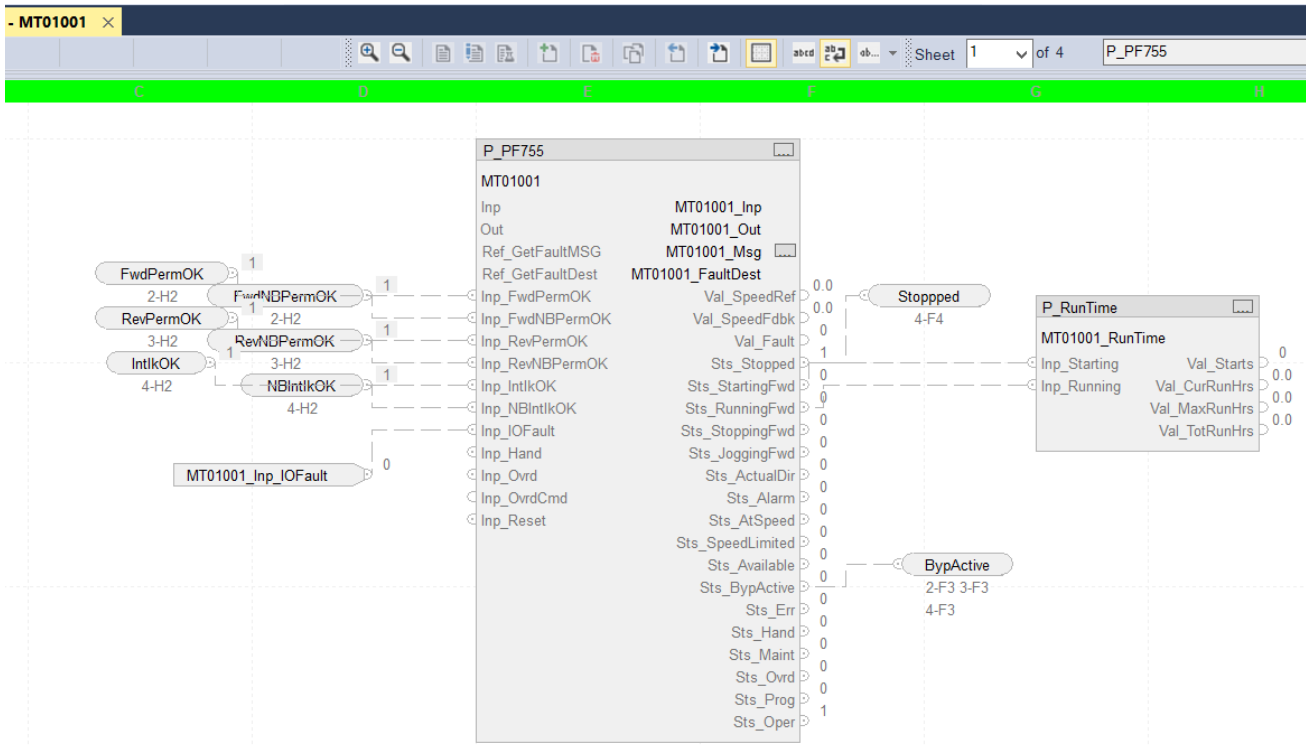 - MT01001 ×
abcd ab c ab... Sheet 1 of 4 P_PF755
C D E F G H
P_PF755 ...
MT01001
Inp MT01001_Inp
Out MT01001_Out
Ref_GetFaultMSG MT01001_Msg ...
Ref_GetFaultDest MT01001_FaultDest
FwdPermOK 1
2-H2
FwdNBPermOK 1
2-H2
RevPermOK 1
3-H2
RevNBPermOK 1
3-H2
IntlkOK 1
4-H2
NBIntlkOK 1
4-H2
MT01001_Inp_IOFault 0
Inp_FwdPermOK Val_SpeedRef 0.0
Inp_FwdNBPermOK Val_SpeedFdbk 0.0
Inp_RevPermOK Val_Fault 0
Inp_RevNBPermOK Sts_Stopped 1
Inp_IntlkOK Sts_StartingFwd 0
Inp_NBIntlkOK Sts_RunningFwd 0
Inp_IOFault Sts_StoppingFwd 0
Inp_Hand Sts_JoggingFwd 0
Inp_Ovrd Sts_ActualDir 0
Inp_OvrdCmd Sts_Alarm 0
Inp_Reset Sts_AtSpeed 0
Sts_SpeedLimited 0
Sts_Available 0
Sts_BypActive 0
Sts_Err 0
Sts_Hand 0
Sts_Maint 0
Sts_Ovrd 0
Sts_Prog 0
Sts_Oper 1
Stoppped
4-F4
BypActive
2-F3 3-F3
4-F3
P_RunTime ...
MT01001_RunTime
Inp_Starting Val_Starts 0
Inp_Running Val_CurRunHrs 0.0
Val_MaxRunHrs 0.0
Val_TotRunHrs 0.0